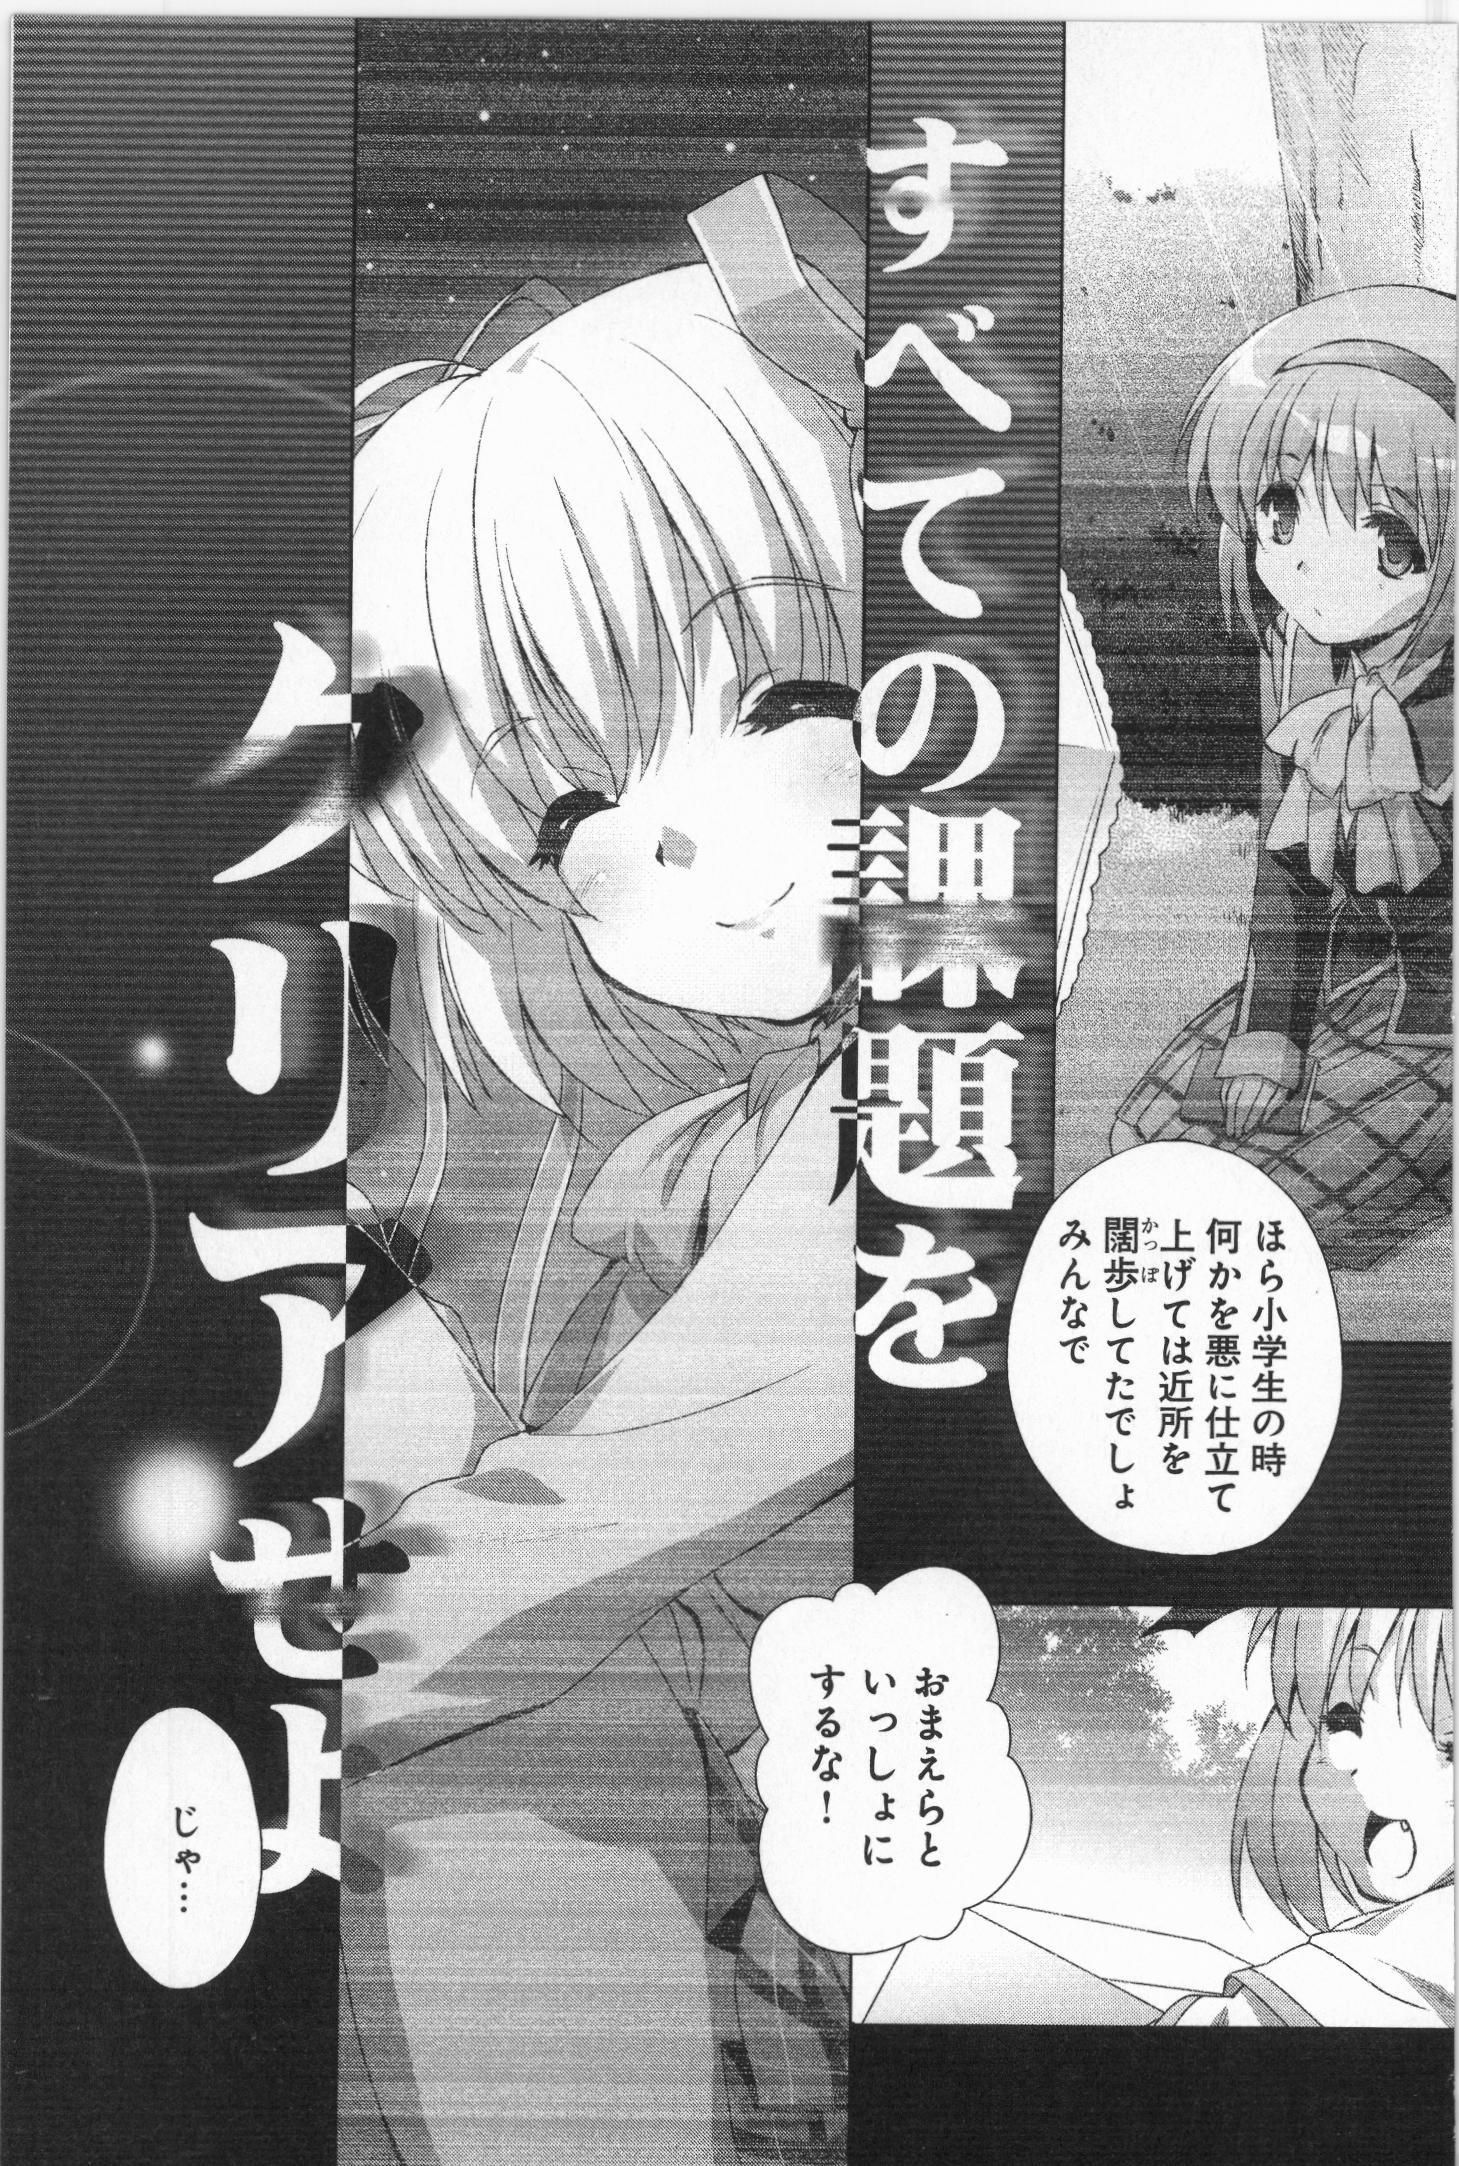 ほら小学生の時
何かを悪に仕立て
上げては近所を
闊歩してたでしょ
かっぽ
みんなで
おまえらと
いっしょに
するな!
すべての課題を
クリアせよ
じゃ…